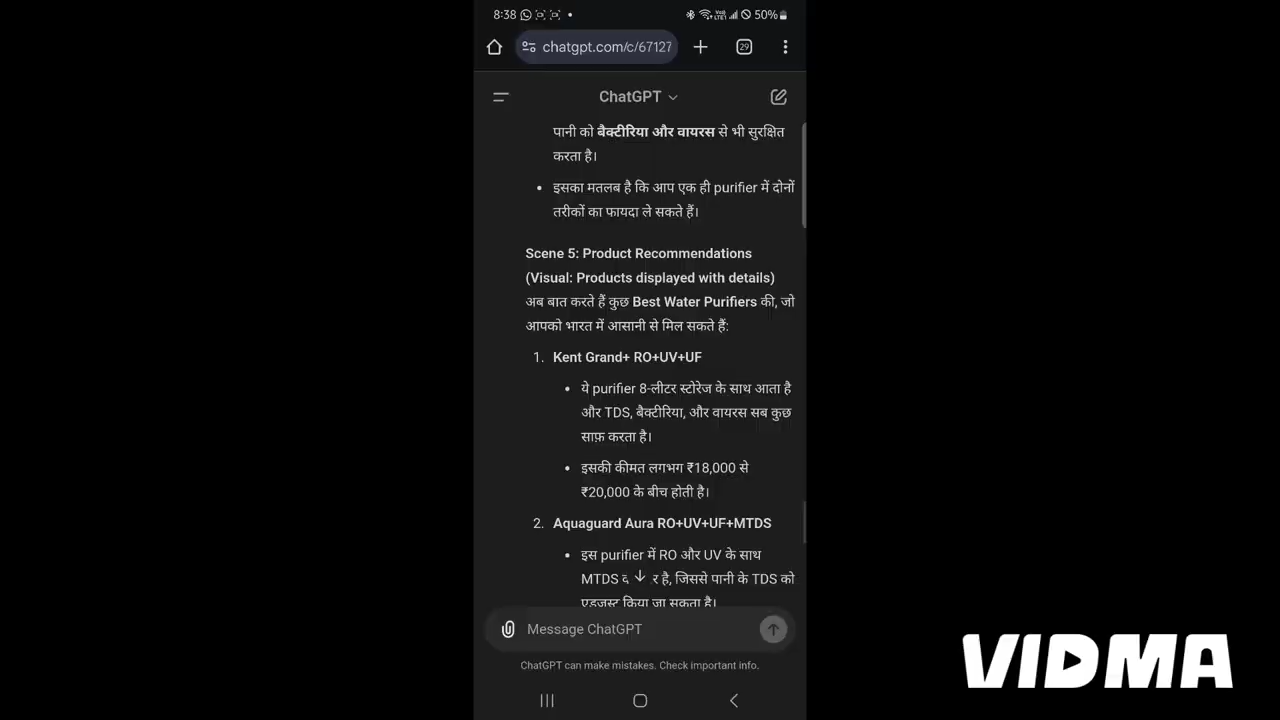 8:38
50%
chatgpt.com/c/67127
29
ChatGPT
पानी को बैक्टीरिया और वायरस से भी सुरक्षित
करता है।
• इसका मतलब है कि आप एक ही purifier में दोनों
तरीकों का फायदा ले सकते हैं।
Scene 5: Product Recommendations
(Visual: Products displayed with details)
अब बात करते हैं कुछ Best Water Purifiers की, जो
आपको भारत में आसानी से मिल सकते हैं:
1. Kent Grand+ RO+UV+UF
• ये purifier 8-लीटर स्टोरेज के साथ आता है
और TDS, बैक्टीरिया, और वायरस सब कुछ
साफ़ करता है।
• इसकी कीमत लगभग ₹18,000 से
₹20,000 के बीच होती है।
2. Aquaguard Aura RO+UV+UF+MTDS
• इस purifier में RO और UV के साथ
MTDS है, जिससे पानी के TDS को
एडजस्ट किया जा सकता है।
Message ChatGPT
ChatGPT can make mistakes. Check important info.
VIDMA